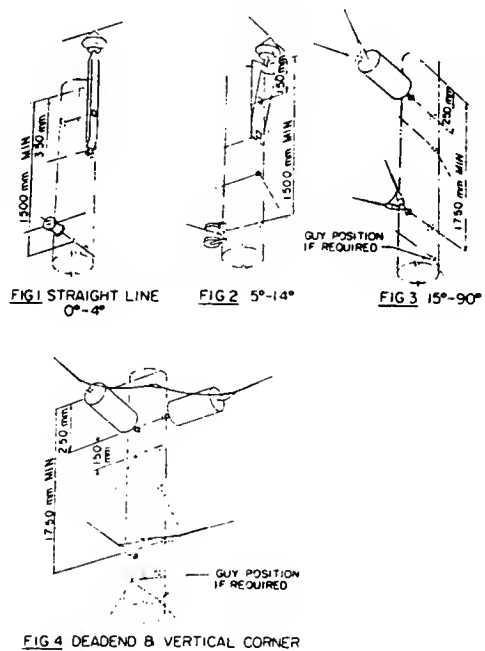 1500 mm MIN
350 mm
FIG 1 STRAIGHT LINE
0°-4°
150 mm
1500 mm MIN
FIG 2 5°-14°
250 mm
1750 mm MIN
GUY POSITION
IF REQUIRED
FIG 3 15°-90°
250 mm
150 mm
1750 mm MIN
GUY POSITION
IF REQUIRED
FIG 4 DEADEND & VERTICAL CORNER